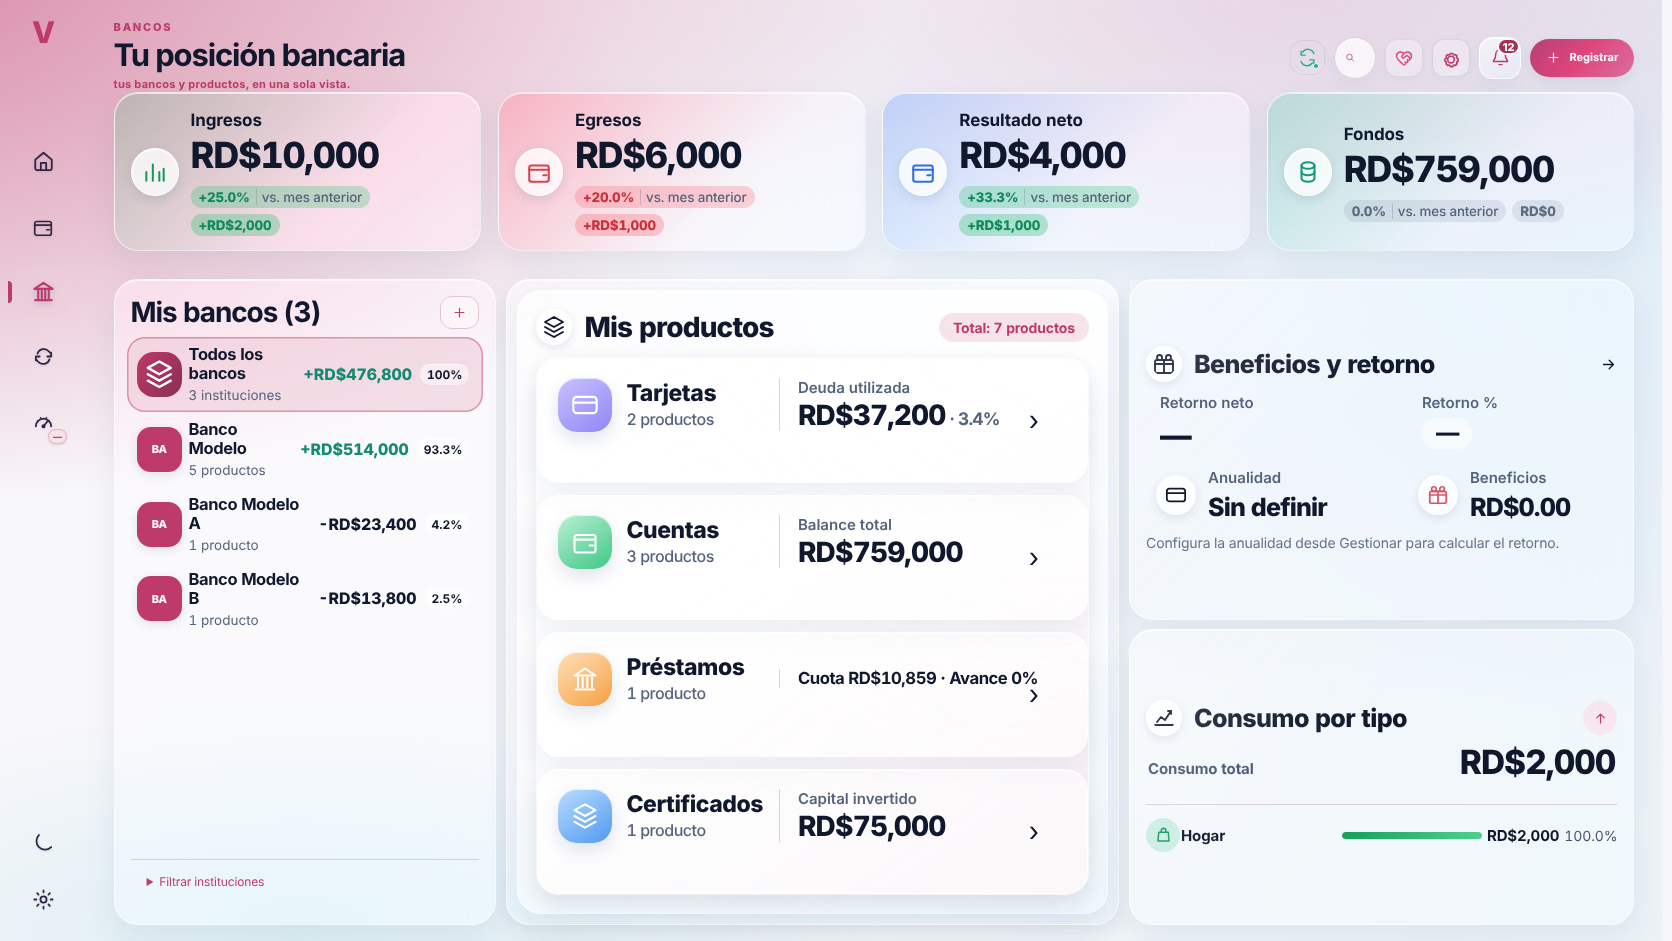 V
BANCOS
Tu posición bancaria
tus bancos y productos, en una sola vista.
12
+ Registrar
Ingresos
RD$10,000
+25.0% vs. mes anterior
+RD$2,000
Egresos
RD$6,000
+20.0% vs. mes anterior
+RD$1,000
Resultado neto
RD$4,000
+33.3% vs. mes anterior
+RD$1,000
Fondos
RD$759,000
0.0% vs. mes anterior RD$0
Mis bancos (3)
+
Todos los
bancos
3 instituciones
+RD$476,800 100%
BA
Banco
Modelo
5 productos
+RD$514,000 93.3%
BA
Banco Modelo
A
1 producto
-RD$23,400 4.2%
BA
Banco Modelo
B
1 producto
-RD$13,800 2.5%
Filtrar instituciones
Mis productos
Total: 7 productos
Tarjetas
2 productos
Deuda utilizada
RD$37,200 · 3.4%
Cuentas
3 productos
Balance total
RD$759,000
Préstamos
1 producto
Cuota RD$10,859 · Avance 0%
Certificados
1 producto
Capital invertido
RD$75,000
Beneficios y retorno
Retorno neto
—
Retorno %
—
Anualidad
Sin definir
Beneficios
RD$0.00
Configura la anualidad desde Gestionar para calcular el retorno.
Consumo por tipo
Consumo total
RD$2,000
Hogar
RD$2,000 100.0%